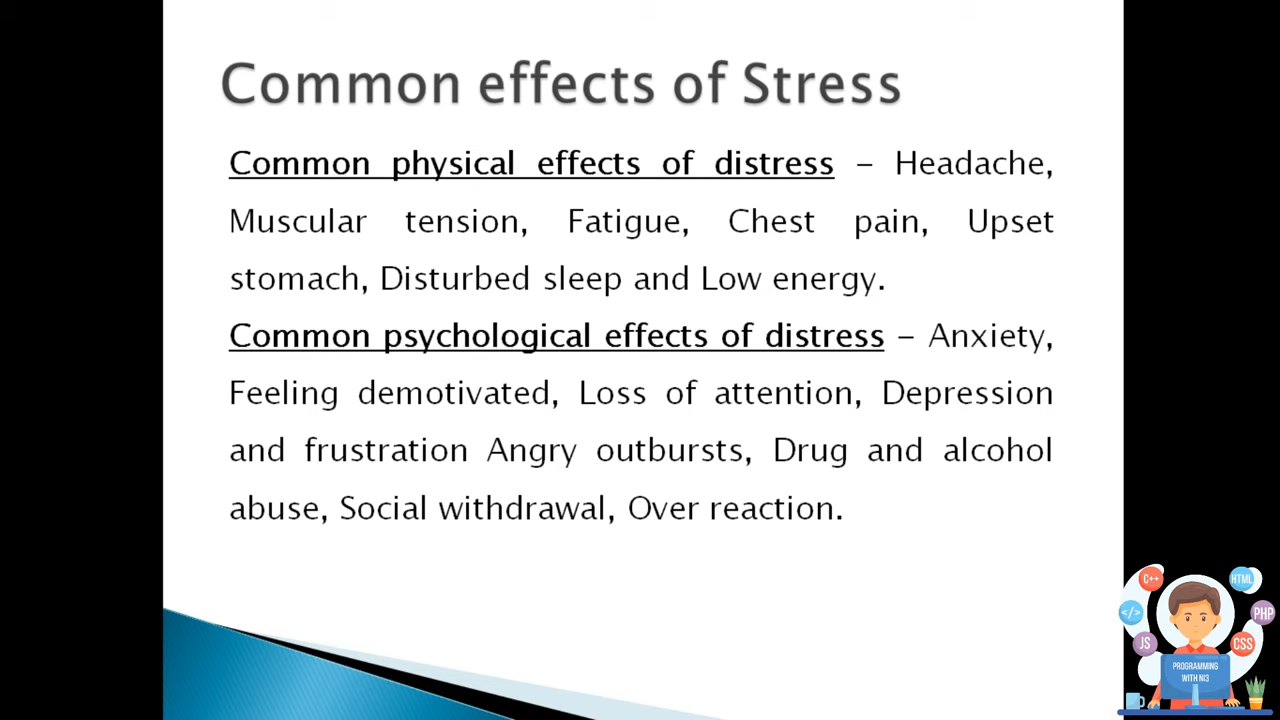 Common effects of Stress
Common physical effects of distress – Headache,
Muscular tension, Fatigue, Chest pain, Upset
stomach, Disturbed sleep and Low energy.
Common psychological effects of distress – Anxiety,
Feeling demotivated, Loss of attention, Depression
and frustration Angry outbursts, Drug and alcohol
abuse, Social withdrawal, Over reaction.
C++
HTML
</>
PHP
JS
CSS
PROGRAMMING
WITH NI3